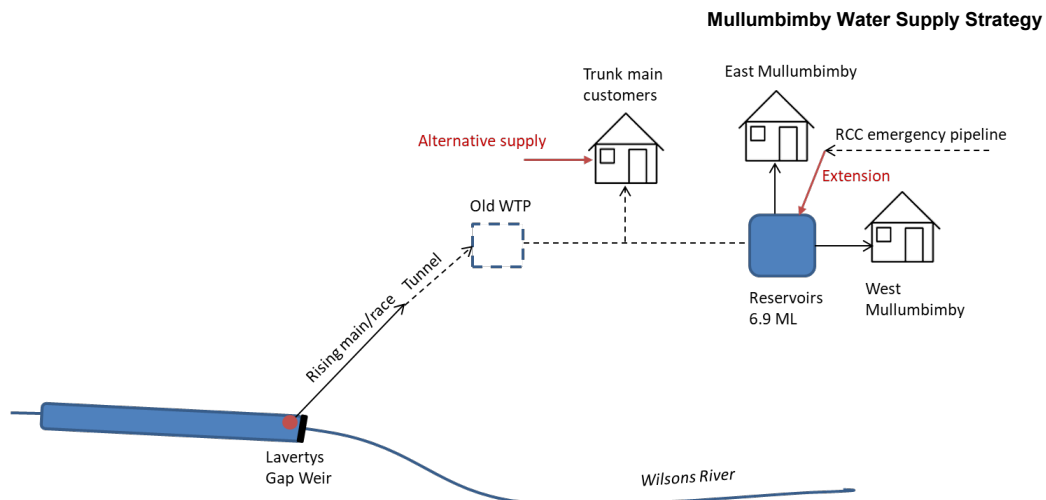 Mullumbimby Water Supply Strategy
Trunk main
customers
East Mullumbimby
Alternative supply
RCC emergency pipeline
Extension
Old WTP
Tunnel
Rising main/race
Reservoirs
6.9 ML
West
Mullumbimby
Lavertys
Gap Weir
Wilsons River